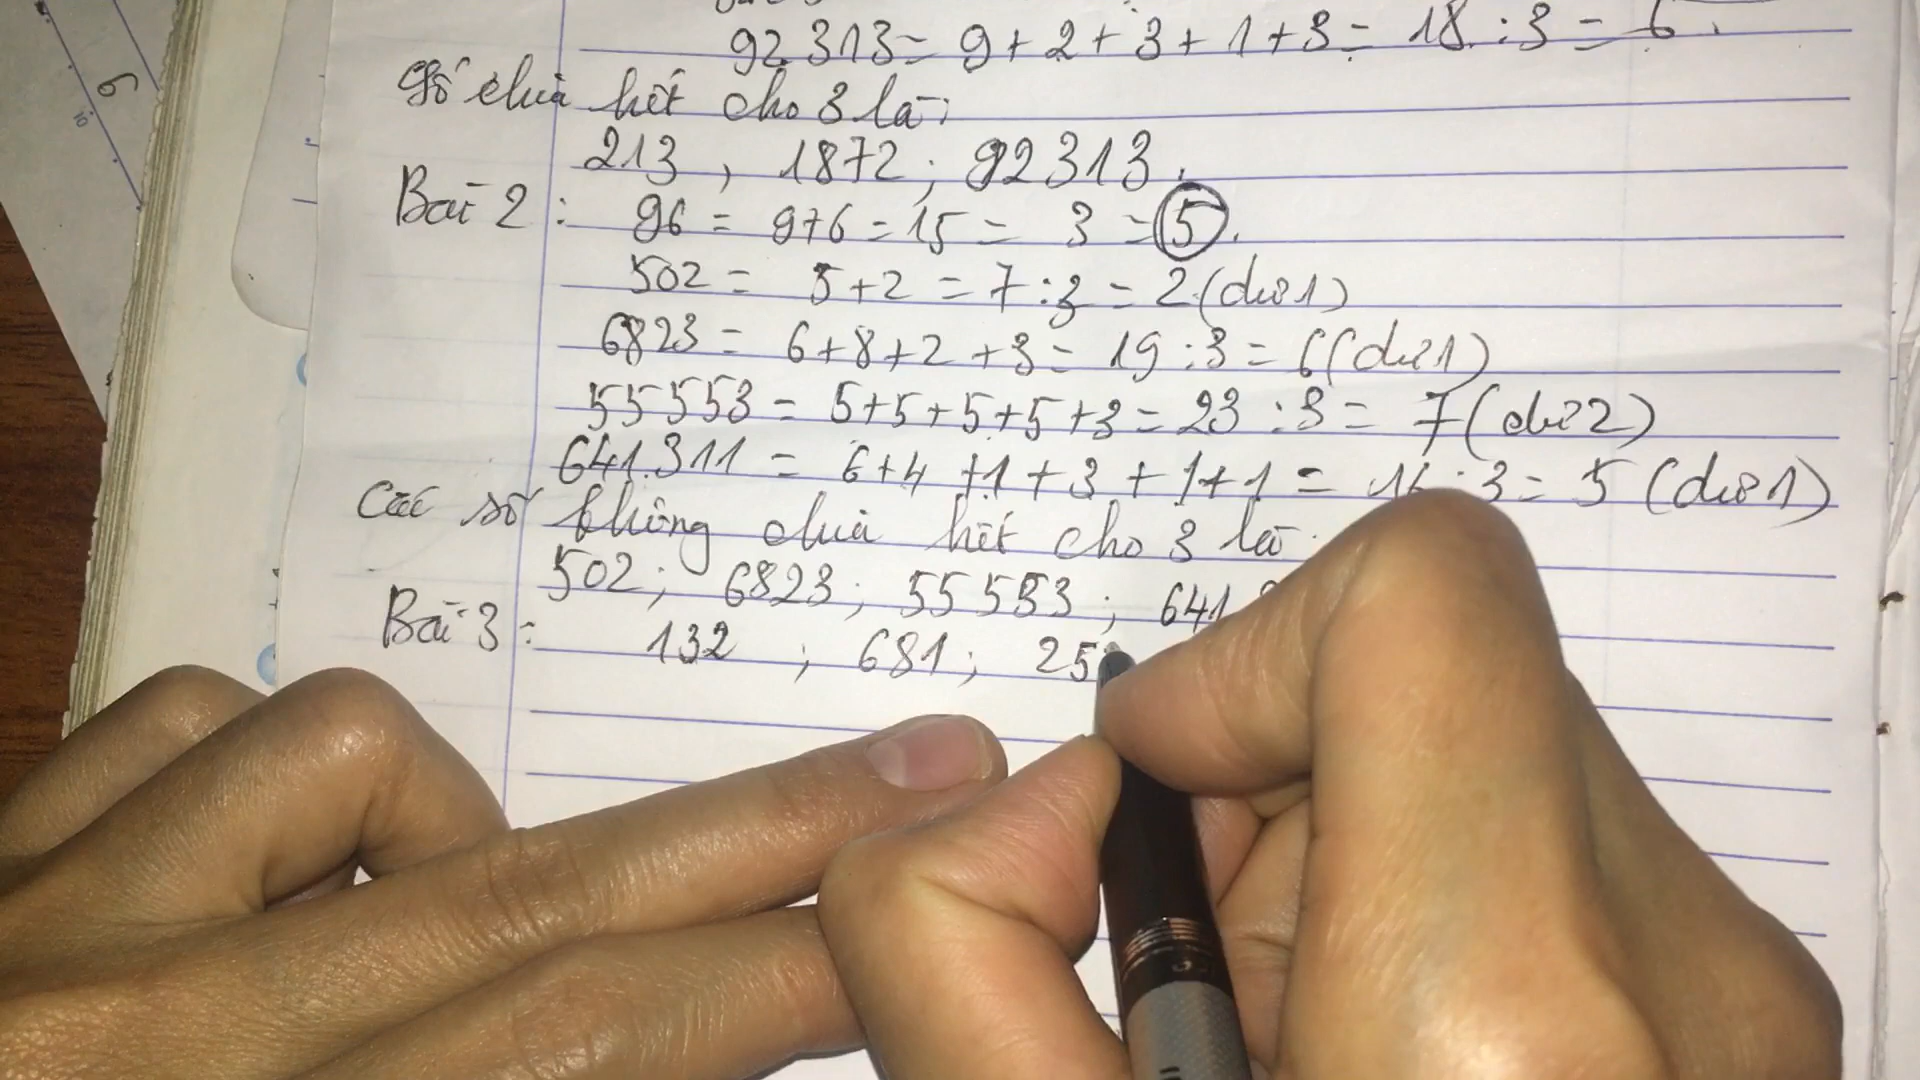 92313 = 9 + 2 + 3 + 1 + 3 = 18 : 3 = 6.
Số chia hết cho 3 là:
213 , 1872 ; 92313.
Bài 2 : 96 = 9+6 = 15 = 3 = 5.
502 = 5 + 2 = 7 : 3 = 2 (dư 1)
6823 = 6 + 8 + 2 + 3 = 19 : 3 = 6 (dư 1)
55553 = 5+5+5+5+3 = 23 : 3 = 7 (dư 2)
641.311 = 6+4+1+3+1+1 = 16 : 3 = 5 (dư 1)
Các số không chia hết cho 3 là:
502 ; 6823 ; 55553 ; 641
Bài 3 : 132 ; 681 ; 25